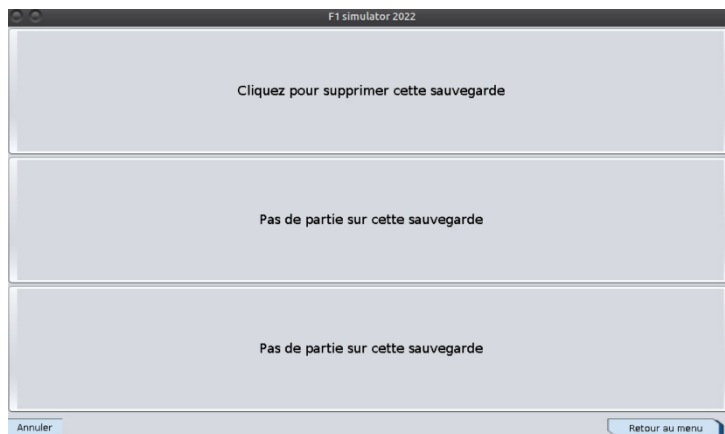 F1 simulator 2022
Cliquez pour supprimer cette sauvegarde
Pas de partie sur cette sauvegarde
Pas de partie sur cette sauvegarde
Annuler
Retour au menu